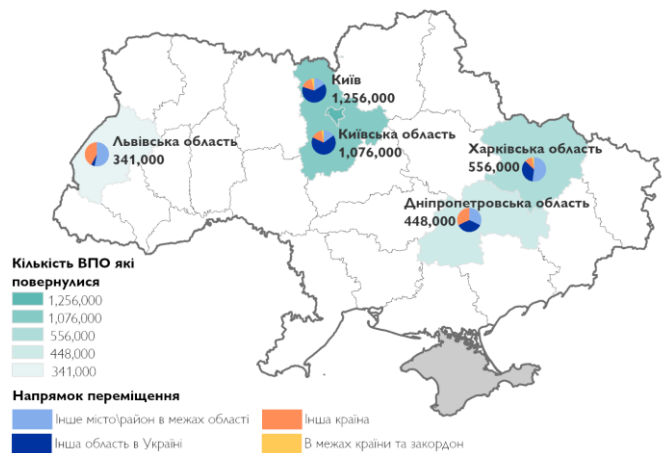 Київ
1,256,000
Київська область
1,076,000
Львівська область
341,000
Харківська область
556,000
Дніпропетровська область
448,000
Кількість ВПО які
повернулися
1,256,000
1,076,000
556,000
448,000
341,000
Напрямок переміщення
Інше місто\район в межах області
Інша країна
Інша область в Україні
В межах країни та закордон